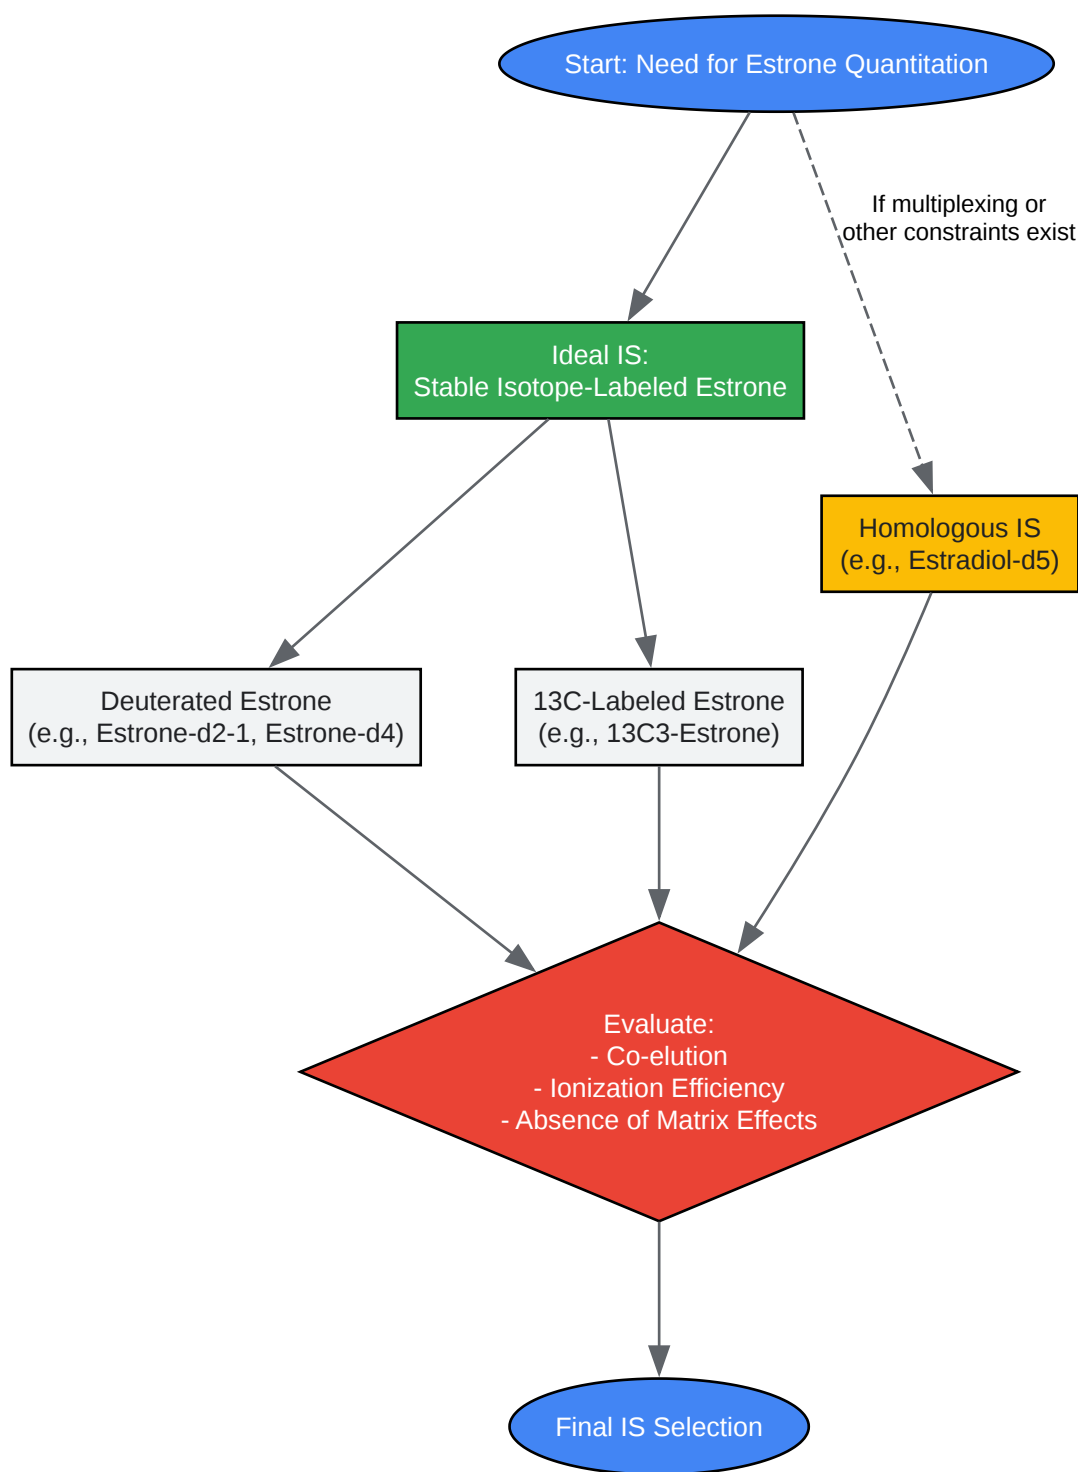 Start: Need for Estrone Quantitation
If multiplexing or
other constraints exist
Ideal IS:
Stable Isotope-Labeled Estrone
Homologous IS
(e.g., Estradiol-d5)
Deuterated Estrone
(e.g., Estrone-d2-1, Estrone-d4)
13C-Labeled Estrone
(e.g., 13C3-Estrone)
Evaluate:
- Co-elution
- Ionization Efficiency
- Absence of Matrix Effects
Final IS Selection